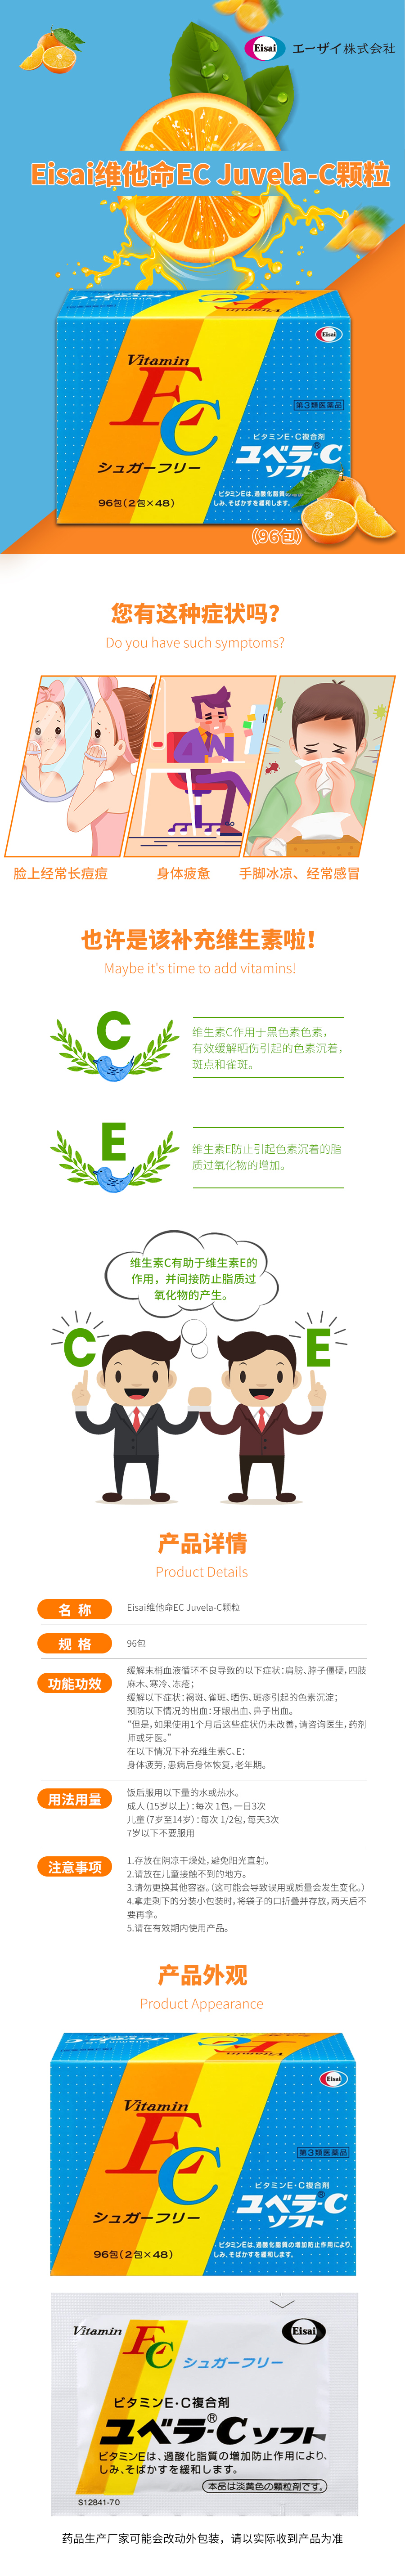 Eisai エーザイ株式会社
Eisai维他命EC Juvela-C颗粒
Eisai
Vitamin
EC
第3類医薬品
ビタミンE・C複合剤
ユベラ-C
ソフト
シュガーフリー
ビタミンEは、過酸化脂質の増加防止作用により、
しみ、そばかすを緩和します。
96包(2包×48)
(96包)
您有这种症状吗?
Do you have such symptoms?
脸上经常长痘痘
身体疲惫
手脚冰凉、经常感冒
也许是该补充维生素啦!
Maybe it's time to add vitamins!
C
维生素C作用于黑色素色素,
有效缓解晒伤引起的色素沉着,
斑点和雀斑。
E
维生素E防止引起色素沉着的脂
质过氧化物的增加。
维生素C有助于维生素E的
作用，并间接防止脂质过
氧化物的产生。
C
E
产品详情
Product Details
名 称
Eisai维他命EC Juvela-C颗粒
规 格
96包
功能功效
缓解末梢血液循环不良导致的以下症状:肩膀、脖子僵硬,四肢
麻木、寒冷、冻疮；
缓解以下症状:褐斑、雀斑、晒伤、斑疹引起的色素沉淀；
预防以下情况的出血:牙龈出血、鼻子出血。
“但是,如果使用1个月后这些症状仍未改善,请咨询医生,药剂
师或牙医。”
在以下情况下补充维生素C、E：
身体疲劳,患病后身体恢复,老年期。
用法用量
饭后服用以下量的水或热水。
成人(15岁以上)：每次 1包,一日3次
儿童(7岁至14岁)：每次 1/2包,每天3次
7岁以下不要服用
注意事项
1.存放在阴凉干燥处,避免阳光直射。
2.请放在儿童接触不到的地方。
3.请勿更换其他容器。(这可能会导致误用或质量会发生变化。)
4.拿走剩下的分装小包装时,将袋子的口折叠并存放,两天后不
要再拿。
5.请在有效期内使用产品。
产品外观
Product Appearance
Eisai
Vitamin
EC
第3類医薬品
ビタミンE・C複合剤
ユベラ®-C
ソフト
シュガーフリー
ビタミンEは、過酸化脂質の増加防止作用により、
しみ、そばかすを緩和します。
96包(2包×48)
Vitamin EC
Eisai
シュガーフリー
ビタミンE・C複合剤
ユベラ®-Cソフト
ビタミンEは、過酸化脂質の増加防止作用により、
しみ、そばかすを緩和します。
本品は淡黄色の顆粒剤です。
S12841-70
药品生产厂家可能会改动外包装，请以实际收到产品为准